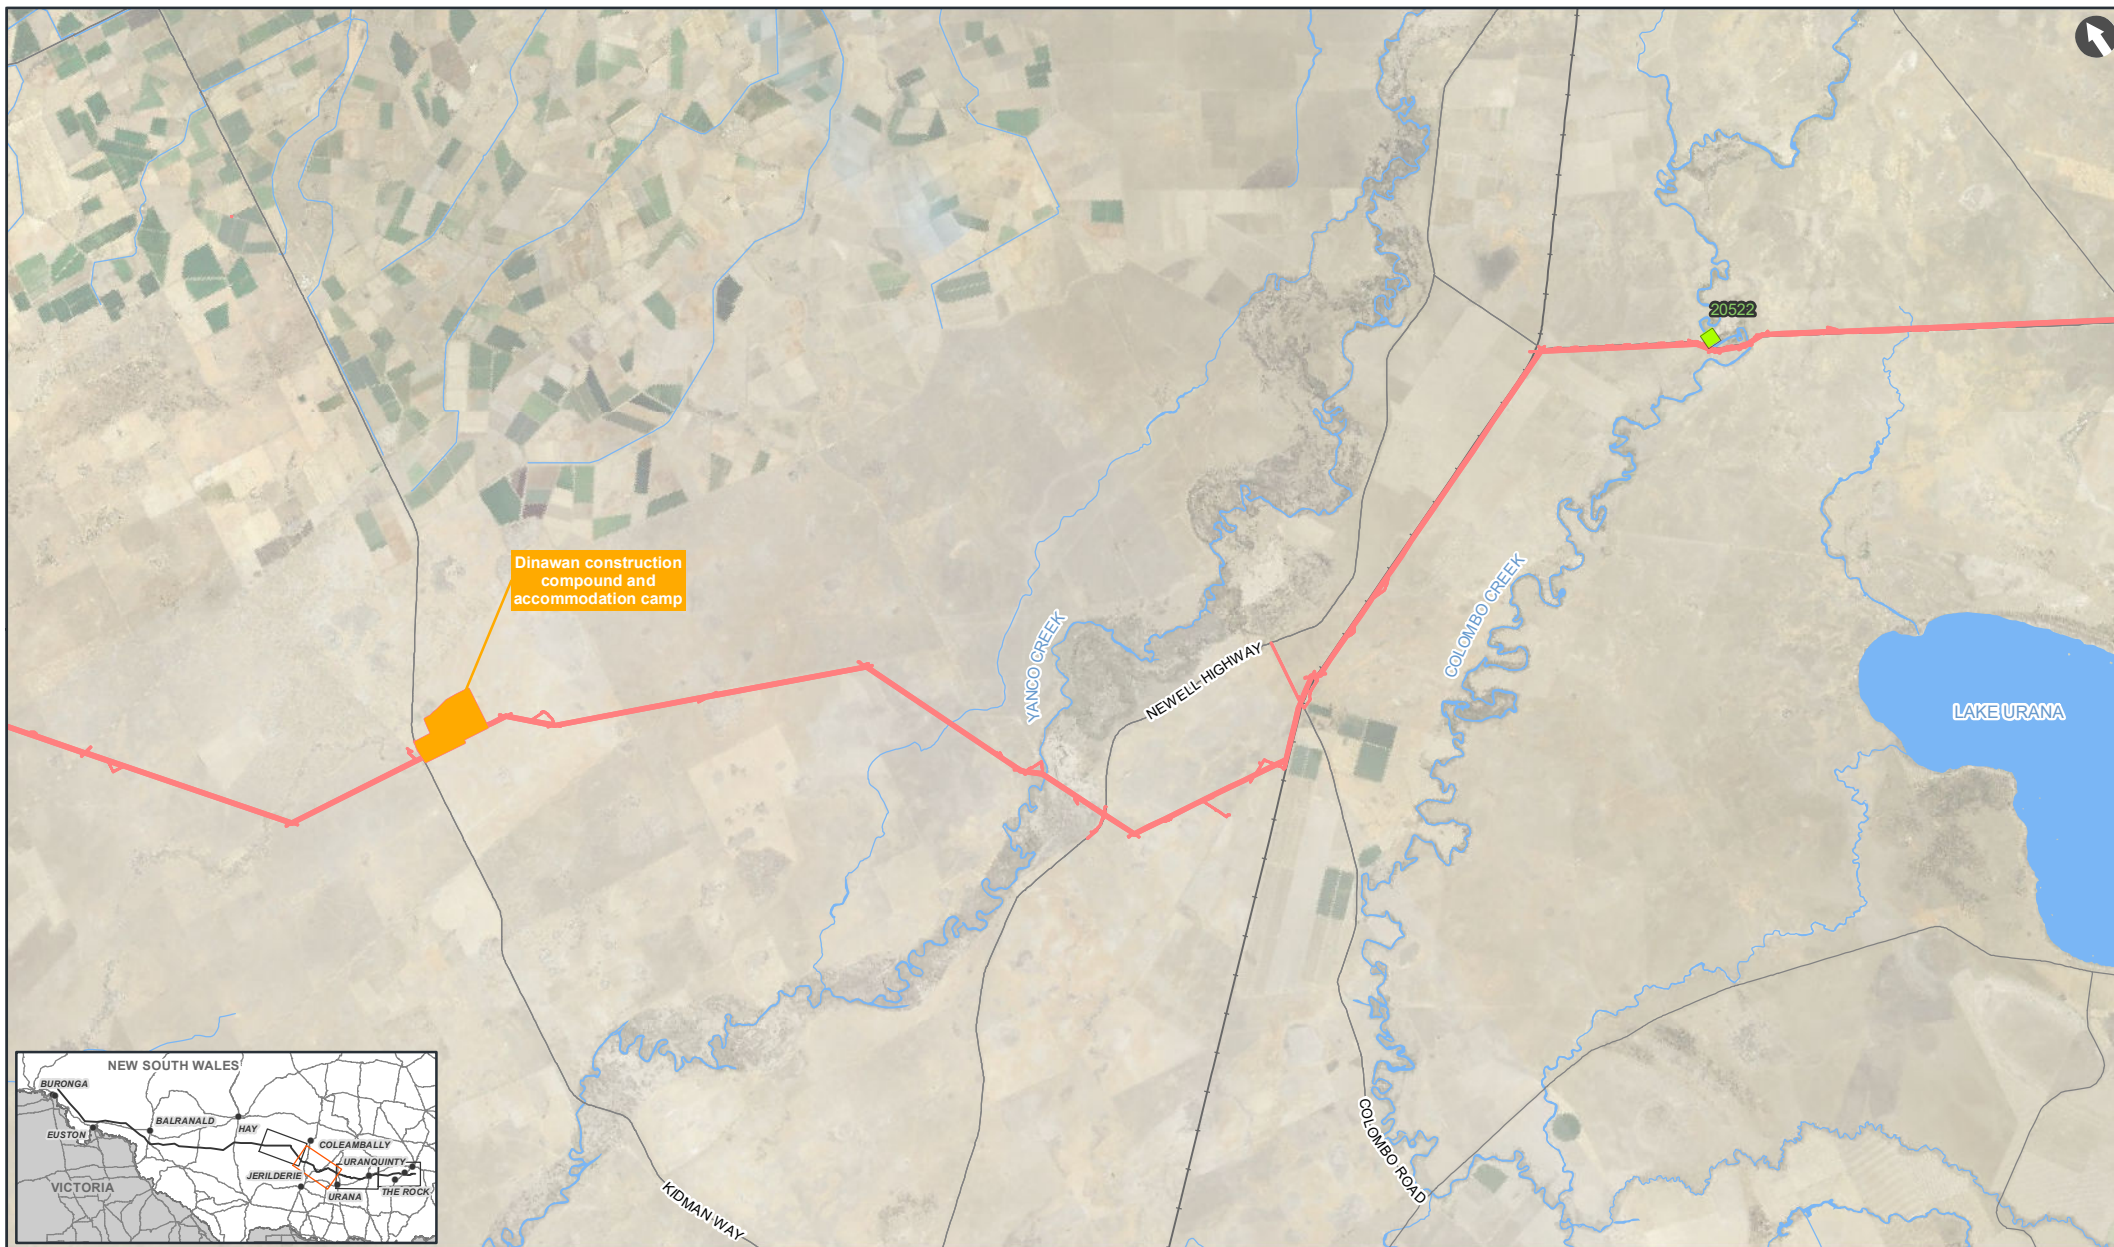 20522
Dinawan construction
compound and
accommodation camp
YANCO CREEK
NEWELL HIGHWAY
COLOMBO CREEK
LAKE URANA
COLOMBO ROAD
KIDMAN WAY
NEW SOUTH WALES
BURONGA
BALRANALD
HAY
EUSTON
COLEAMBALLY
URANQUINTY
JERILDERIE
VICTORIA
URANA
THE ROCK